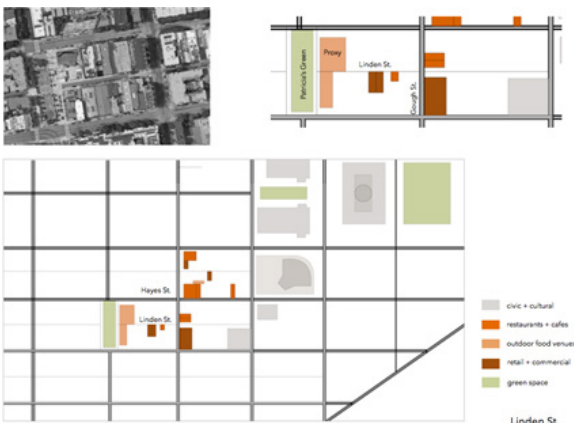 Patricia's Green
Proxy
Linden St.
Gough St.
Hayes St.
Linden St.
civic + cultural
restaurants + cafes
outdoor food venues
retail + commercial
green space
Linden St.